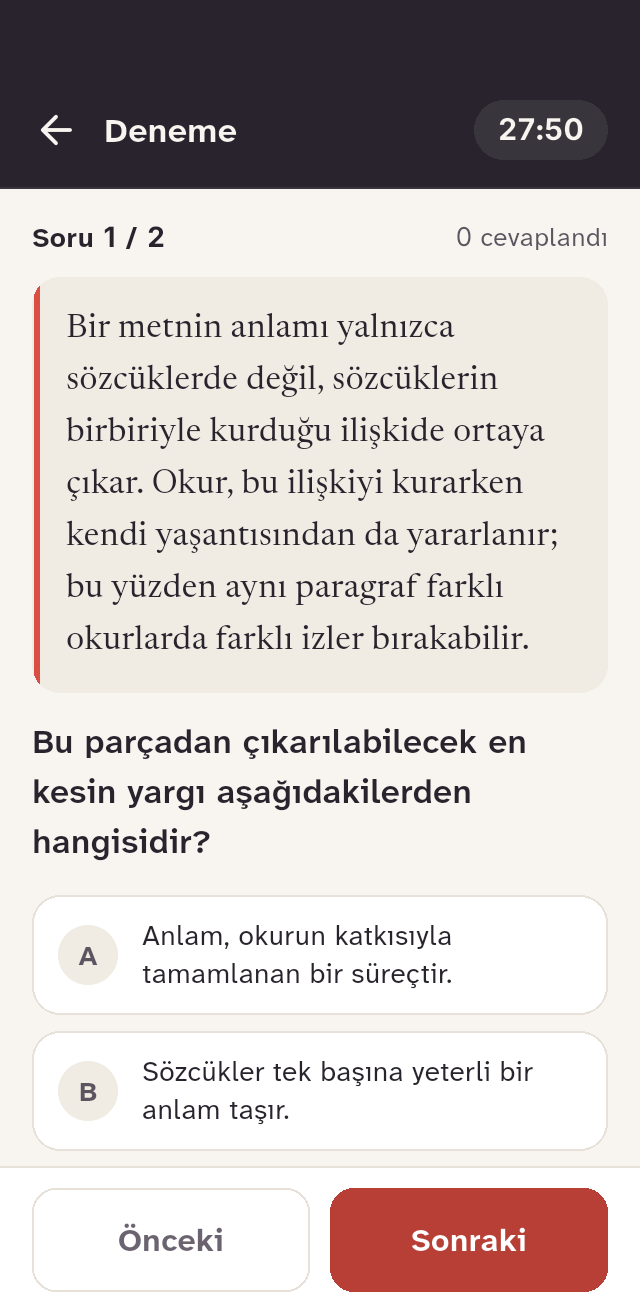 Deneme
27:50
Soru 1 / 2
0 cevaplandı
Bir metnin anlamı yalnızca
sözcüklerde değil, sözcüklerin
birbiriyle kurduğu ilişkide ortaya
çıkar. Okur, bu ilişkiyi kurarken
kendi yaşantısından da yararlanır;
bu yüzden aynı paragraf farklı
okurlarda farklı izler bırakabilir.
Bu parçadan çıkarılabilecek en
kesin yargı aşağıdakilerden
hangisidir?
A
Anlam, okurun katkısıyla
tamamlanan bir süreçtir.
B
Sözcükler tek başına yeterli bir
anlam taşır.
Önceki
Sonraki